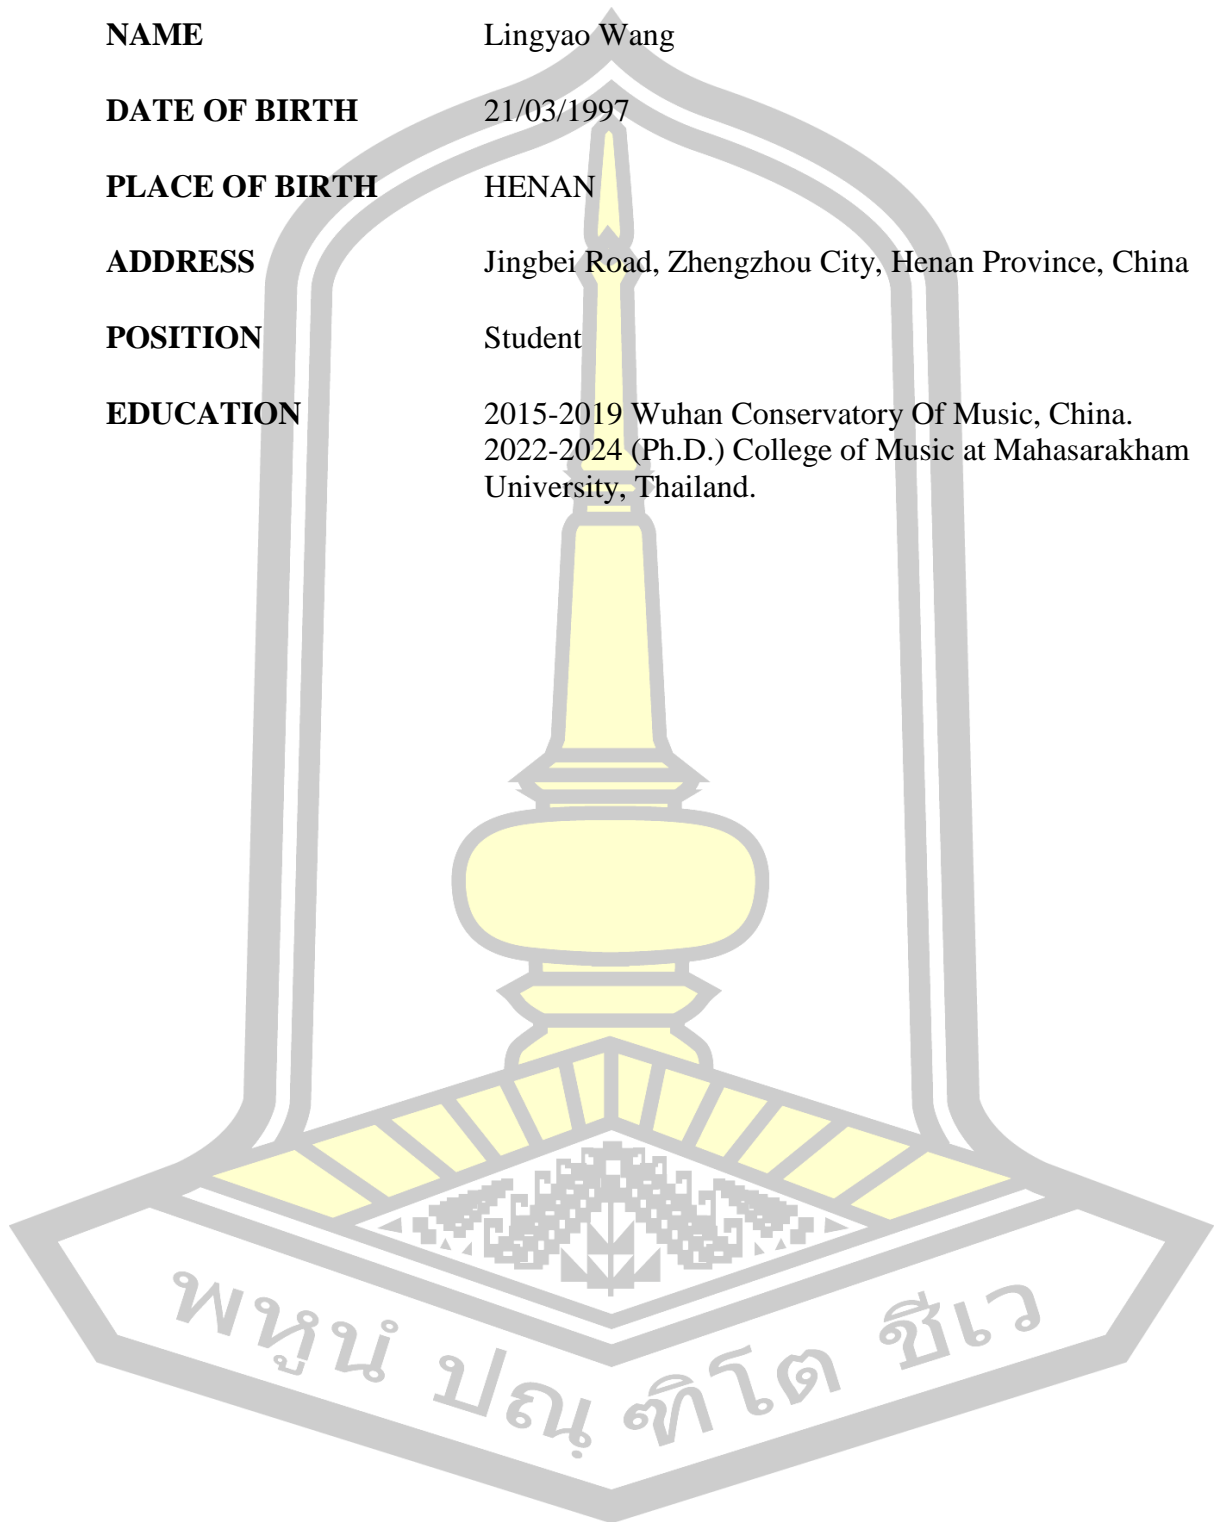 NAME Lingyao Wang
DATE OF BIRTH 21/03/1997
PLACE OF BIRTH HENAN
ADDRESS Jingbei Road, Zhengzhou City, Henan Province, China
POSITION Student
EDUCATION 2015-2019 Wuhan Conservatory Of Music, China.
2022-2024 (Ph.D.) College of Music at Mahasarakham
University, Thailand.
พหูนํ ปณฺฑิโต ชีเว